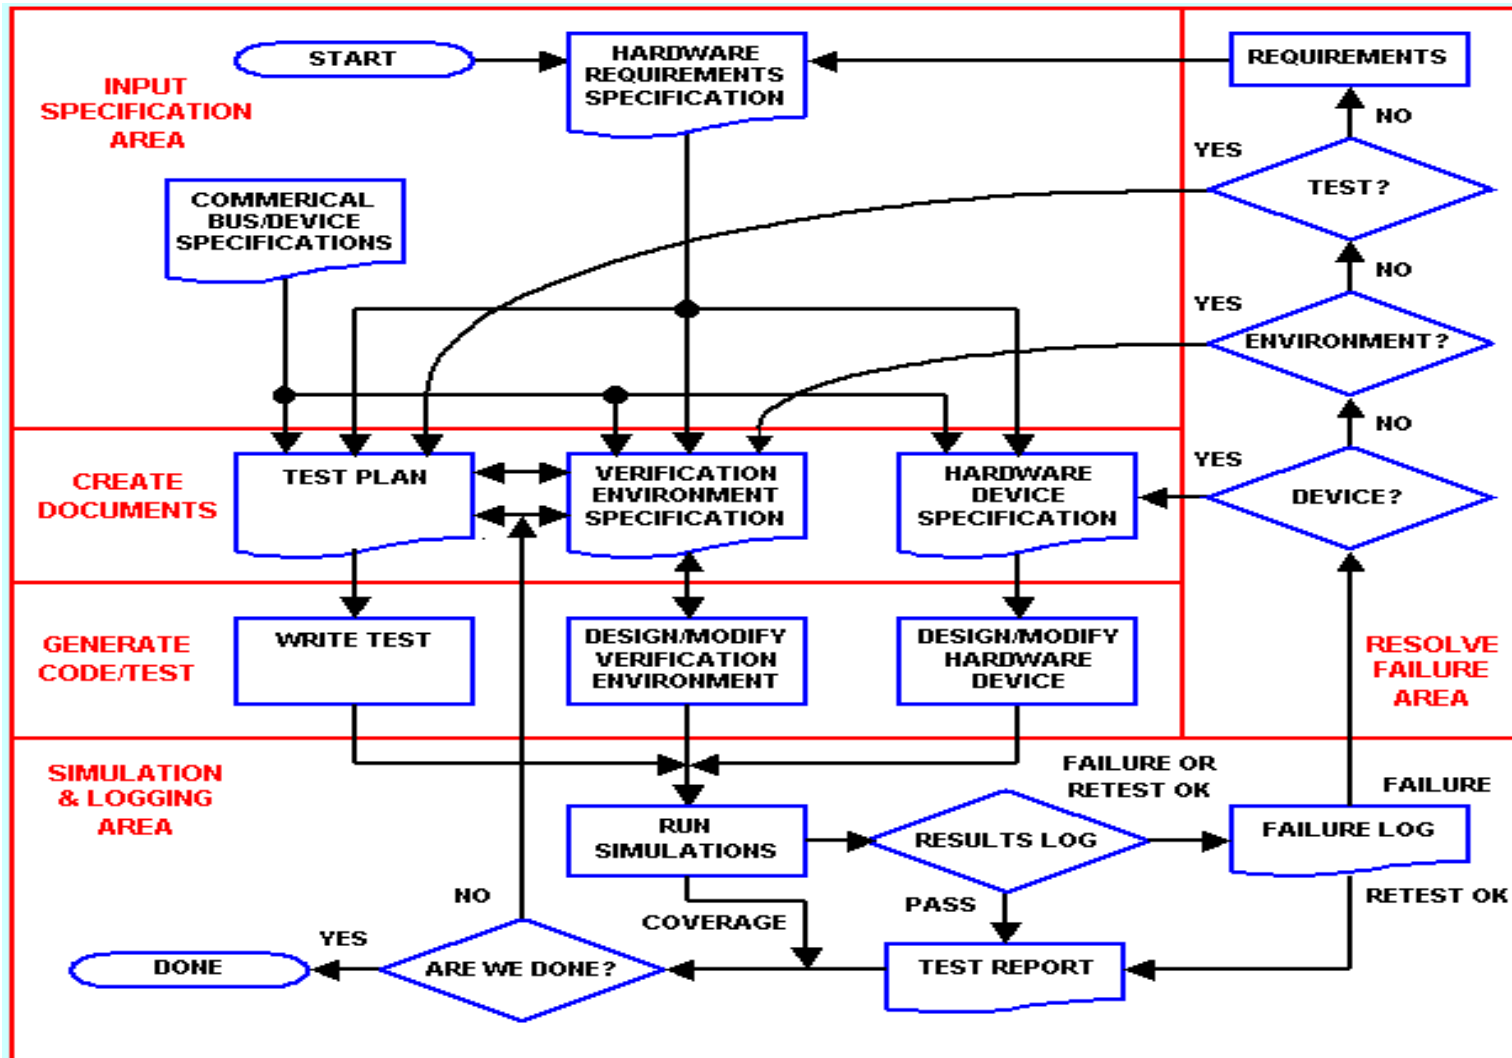 START
HARDWARE
REQUIREMENTS
SPECIFICATION
REQUIREMENTS
INPUT
SPECIFICATION
AREA
NO
YES
TEST?
COMMERICAL
BUS/DEVICE
SPECIFICATIONS
NO
YES
ENVIRONMENT?
NO
YES
DEVICE?
CREATE
DOCUMENTS
TEST PLAN
VERIFICATION
ENVIRONMENT
SPECIFICATION
HARDWARE
DEVICE
SPECIFICATION
GENERATE
CODE/TEST
WRITE TEST
DESIGN/MODIFY
VERIFICATION
ENVIRONMENT
DESIGN/MODIFY
HARDWARE
DEVICE
RESOLVE
FAILURE
AREA
SIMULATION
& LOGGING
AREA
FAILURE OR
RETEST OK
FAILURE
RUN
SIMULATIONS
RESULTS LOG
FAILURE LOG
NO
COVERAGE
PASS
RETEST OK
YES
DONE
ARE WE DONE?
TEST REPORT